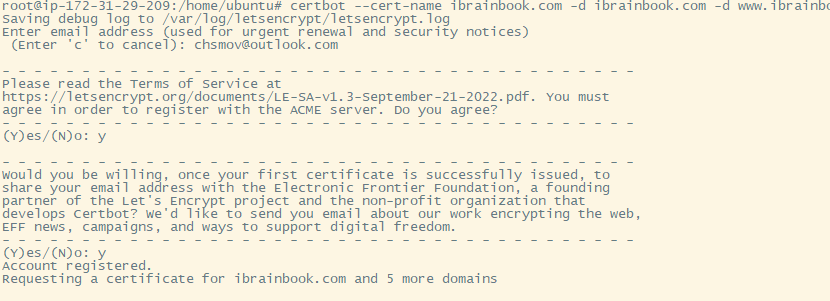 root@ip-172-31-29-209:/home/ubuntu# certbot --cert-name ibrainbook.com -d ibrainbook.com -d www.ibrainbo
Saving debug log to /var/log/letsencrypt/letsencrypt.log
Enter email address (used for urgent renewal and security notices)
 (Enter 'c' to cancel): chsmov@outlook.com

- - - - - - - - - - - - - - - - - - - - - - - - - - - - - - - - - - - - - - - -
Please read the Terms of Service at
https://letsencrypt.org/documents/LE-SA-v1.3-September-21-2022.pdf. You must
agree in order to register with the ACME server. Do you agree?
- - - - - - - - - - - - - - - - - - - - - - - - - - - - - - - - - - - - - - - -
(Y)es/(N)o: y

- - - - - - - - - - - - - - - - - - - - - - - - - - - - - - - - - - - - - - - -
Would you be willing, once your first certificate is successfully issued, to
share your email address with the Electronic Frontier Foundation, a founding
partner of the Let's Encrypt project and the non-profit organization that
develops Certbot? We'd like to send you email about our work encrypting the web,
EFF news, campaigns, and ways to support digital freedom.
- - - - - - - - - - - - - - - - - - - - - - - - - - - - - - - - - - - - - - - -
(Y)es/(N)o: y
Account registered.
Requesting a certificate for ibrainbook.com and 5 more domains